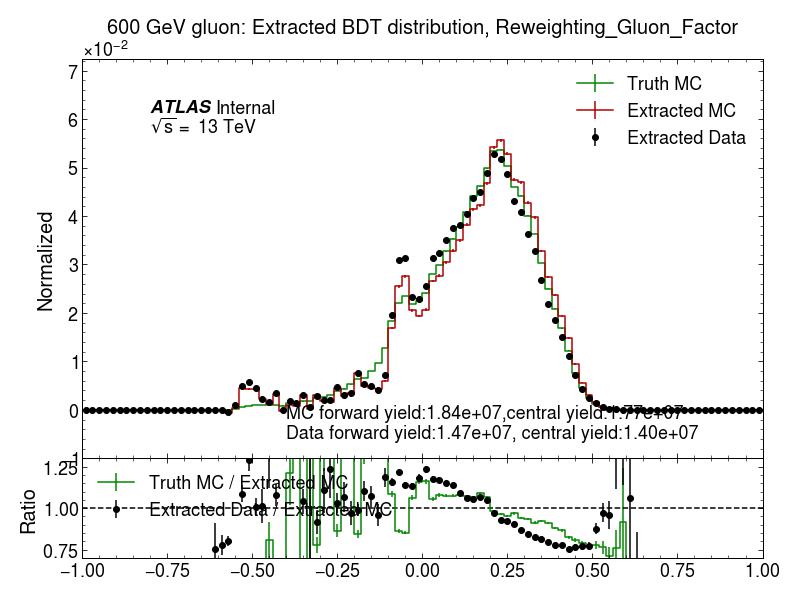 600 GeV gluon: Extracted BDT distribution, Reweighting_Gluon_Factor
×10⁻²
7
6
5
4
3
2
1
0
1
Normalized
ATLAS Internal
√s = 13 TeV
Truth MC
Extracted MC
Extracted Data
MC forward yield:1.84e+07,central yield:1.77e+07
Data forward yield:1.47e+07, central yield:1.40e+07
1.25
1.00
0.75
Ratio
Truth MC / Extracted MC
Extracted Data / Extracted MC
−1.00 −0.75 −0.50 −0.25 0.00 0.25 0.50 0.75 1.00